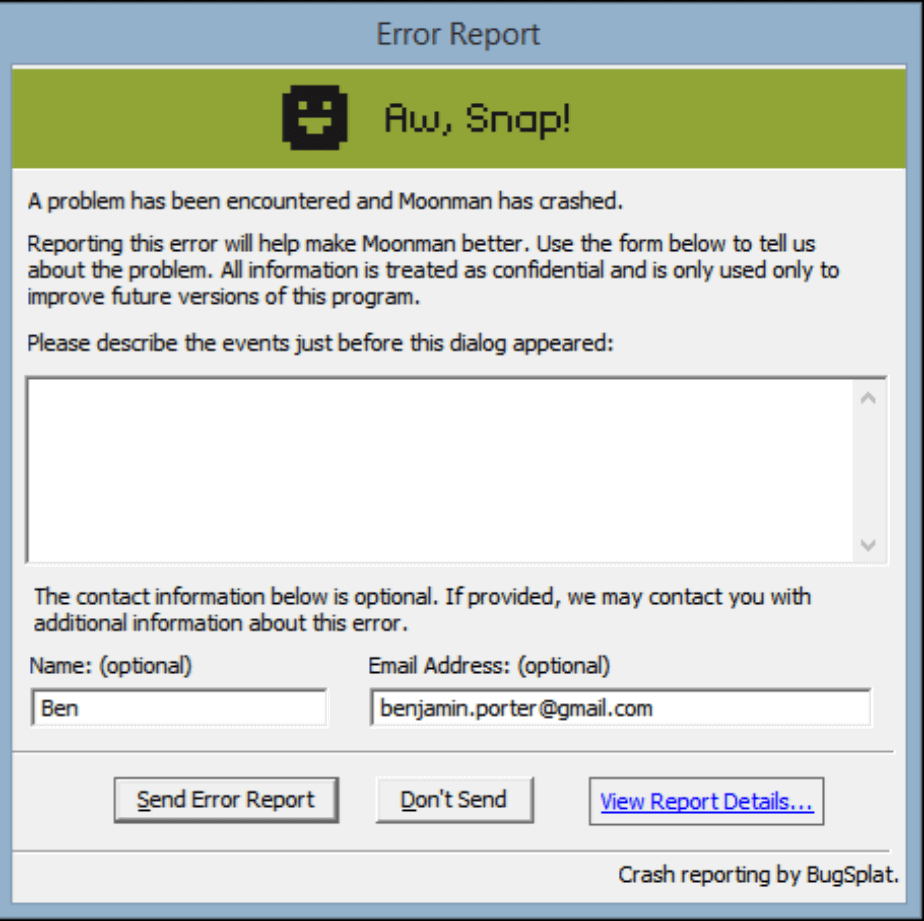 Error Report
Aw, Snap!
A problem has been encountered and Moonman has crashed.
Reporting this error will help make Moonman better. Use the form below to tell us
about the problem. All information is treated as confidential and is only used only to
improve future versions of this program.
Please describe the events just before this dialog appeared:
The contact information below is optional. If provided, we may contact you with
additional information about this error.
Name: (optional) Email Address: (optional)
Ben benjamin.porter@gmail.com
Send Error Report Don't Send View Report Details...
Crash reporting by BugSplat.